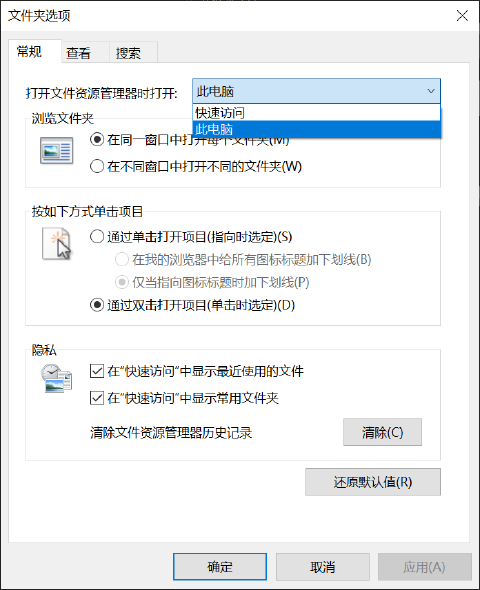 文件夹选项
常规
查看
搜索
打开文件资源管理器时打开:
此电脑
快速访问
此电脑
浏览文件夹
在同一窗口中打开每个文件夹(M)
在不同窗口中打开不同的文件夹(W)
按如下方式单击项目
通过单击打开项目(指向时选定)(S)
在我的浏览器中给所有图标标题加下划线(B)
仅当指向图标标题时加下划线(P)
通过双击打开项目(单击时选定)(D)
隐私
在“快速访问”中显示最近使用的文件
在“快速访问”中显示常用文件夹
清除文件资源管理器历史记录
清除(C)
还原默认值(R)
确定
取消
应用(A)